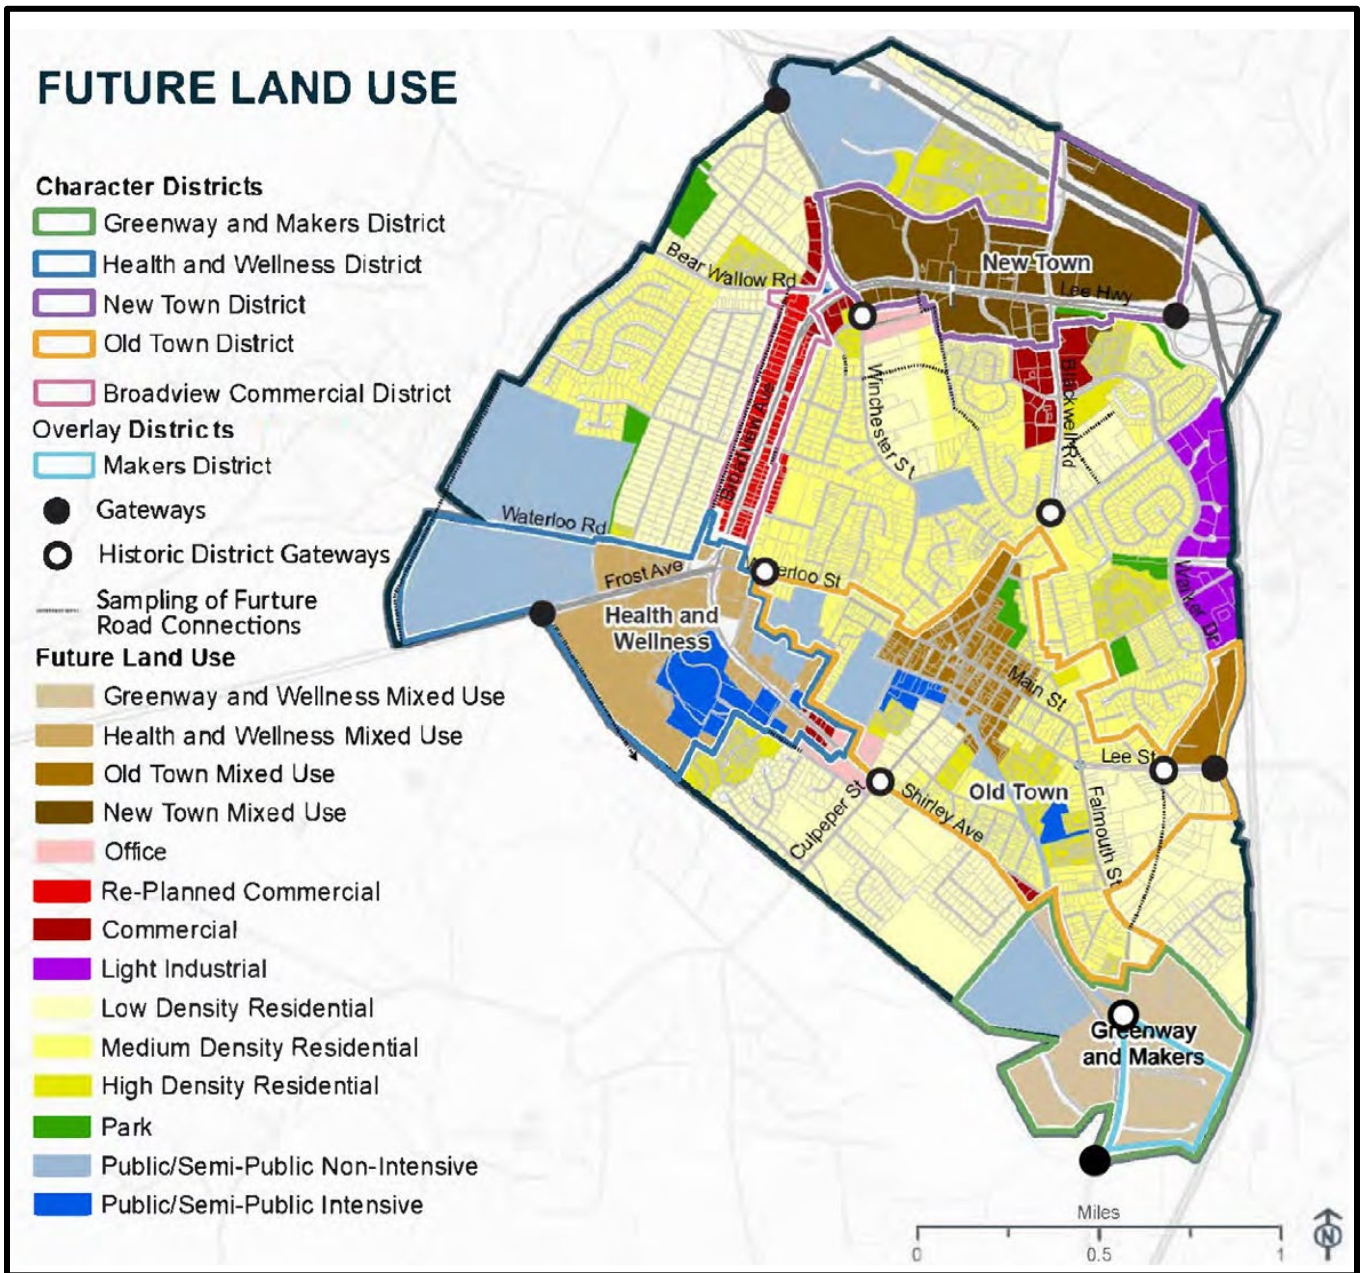 FUTURE LAND USE
Character Districts
Greenway and Makers District
Health and Wellness District
New Town District
Old Town District
Broadview Commercial District
Overlay Districts
Makers District
Gateways
Historic District Gateways
Sampling of Furture
Road Connections
Future Land Use
Greenway and Wellness Mixed Use
Health and Wellness Mixed Use
Old Town Mixed Use
New Town Mixed Use
Office
Re-Planned Commercial
Commercial
Light Industrial
Low Density Residential
Medium Density Residential
High Density Residential
Park
Public/Semi-Public Non-Intensive
Public/Semi-Public Intensive
Bear Wallow Rd
New Town
Lee Hwy
Broadview Ave
Winchester St
Blackwell Rd
Waterloo Rd
Frost Ave
Waterloo St
Health and
Wellness
Walker Dr
Main St
Lee St
Old Town
Shirley Ave
Culpeper St
Falmouth St
Greenway
and Makers
Miles
0
0.5
1
N